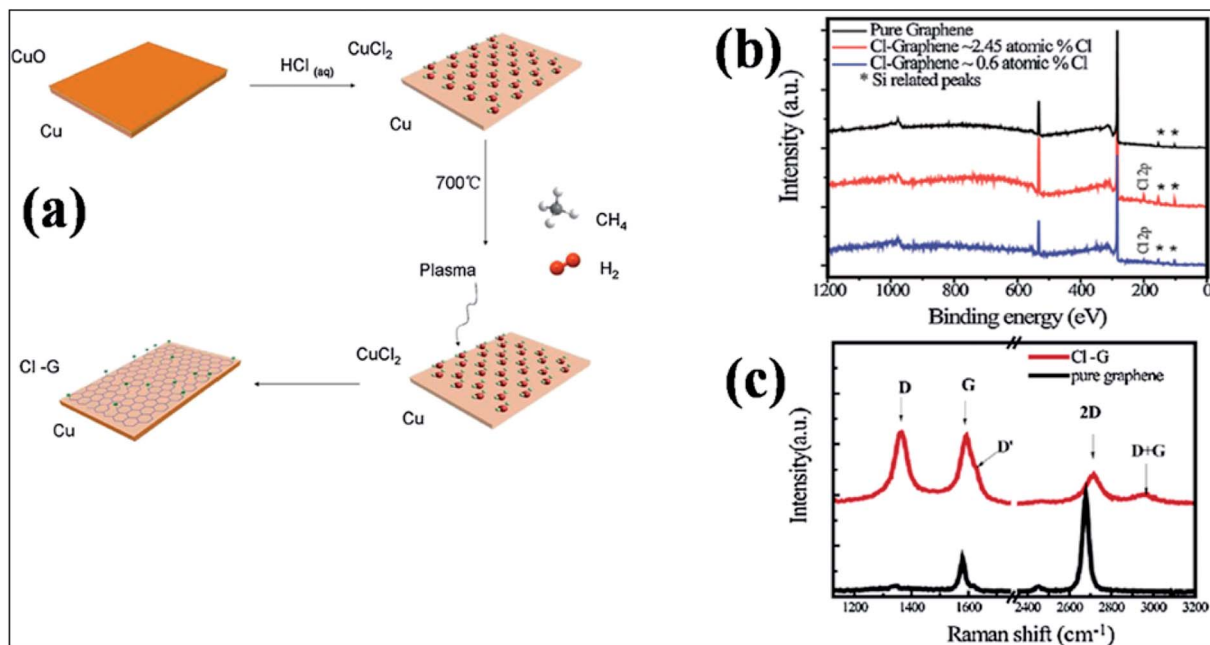 (a)
CuO
Cu
HCl (aq)
CuCl2
Cu
700℃
CH4
H2
Plasma
CuCl2
Cu
Cl -G
Cu
(b)
Pure Graphene
Cl-Graphene ~2.45 atomic % Cl
Cl-Graphene ~ 0.6 atomic % Cl
* Si related peaks
Intensity (a.u.)
* *
Cl 2p
* *
Cl 2p
* *
1200 1000 800 600 400 200 0
Binding energy (eV)
(c)
Cl -G
pure graphene
Intensity(a.u.)
D
G
D'
2D
D+G
1200 1400 1600 2400 2600 2800 3000 3200
Raman shift (cm-1)